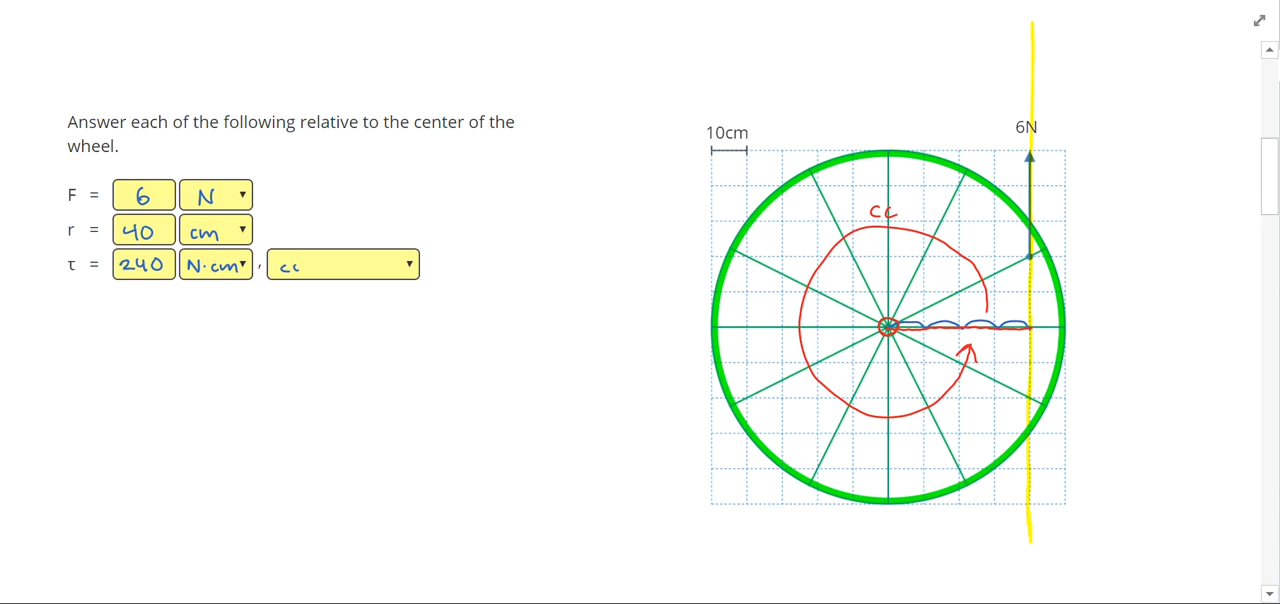 Answer each of the following relative to the center of the
wheel.
F = 6 N
r = 40 cm
τ = 240 N·cm , cc
10cm
6N
cc